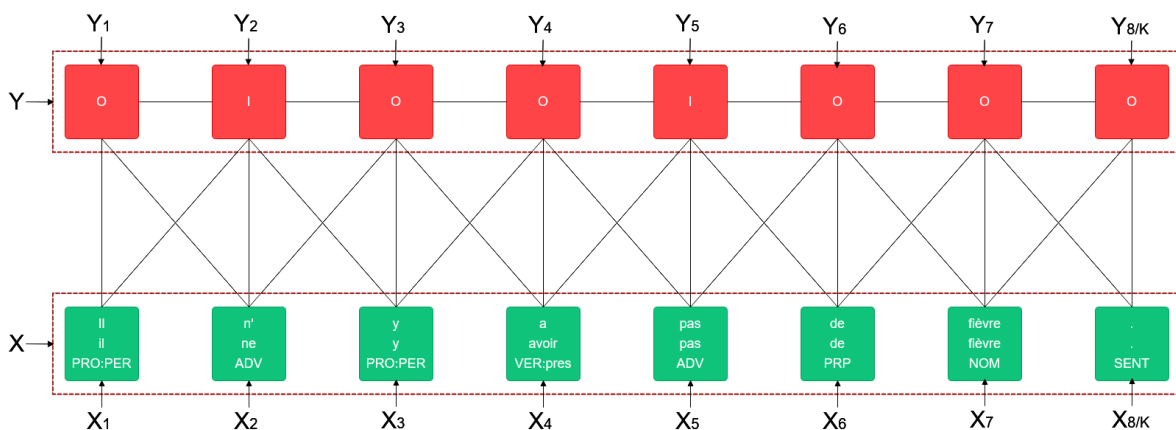 Y1 Y2 Y3 Y4 Y5 Y6 Y7 Y8/K
Y O I O O I O O O
X
Il n' y a pas de fièvre .
il ne y avoir pas de fièvre .
PRO:PER ADV PRO:PER VER:pres ADV PRP NOM SENT
X1 X2 X3 X4 X5 X6 X7 X8/K